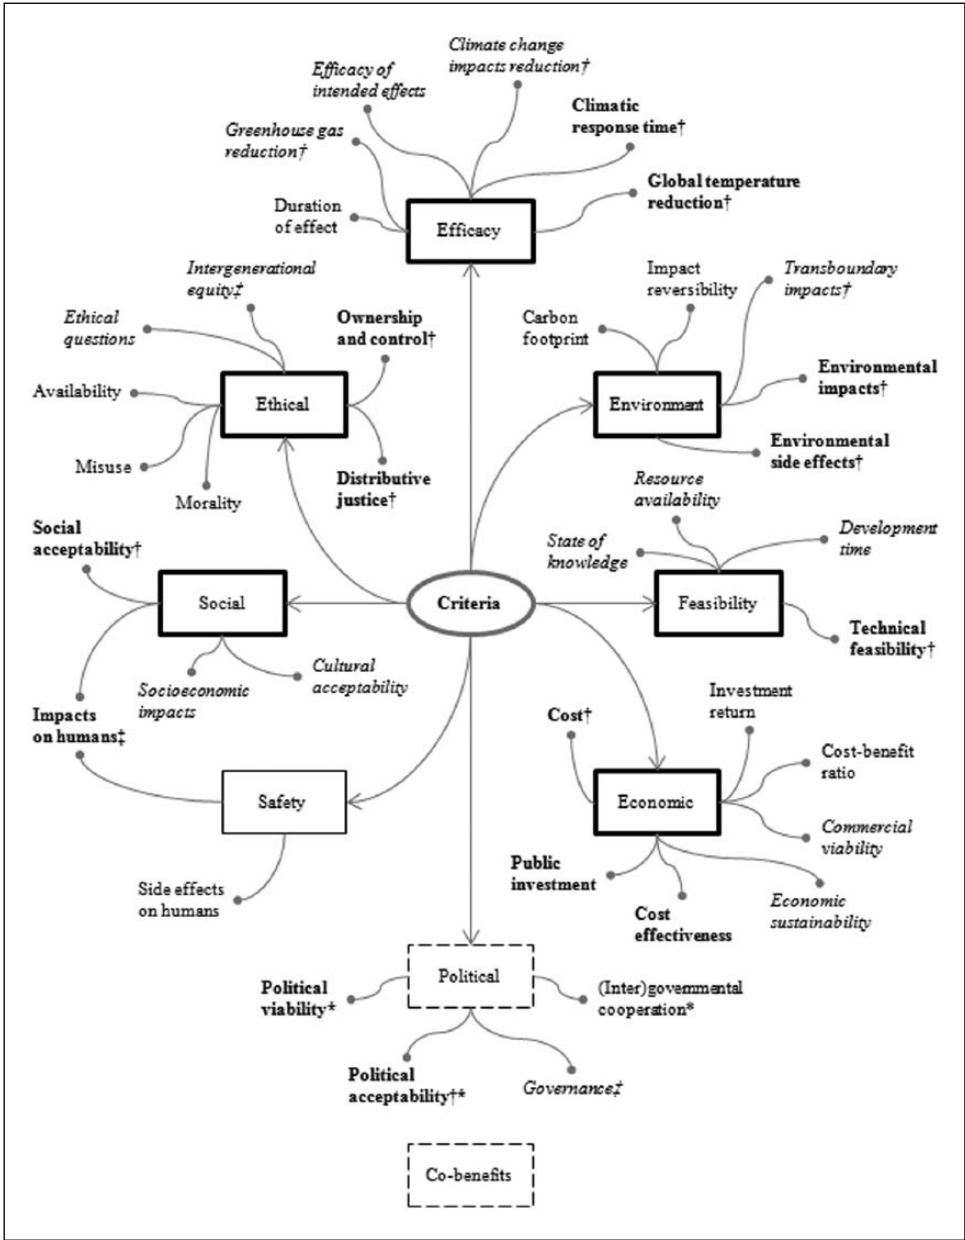 Climate change
impacts reduction†
Efficacy of
intended effects
Climatic
response time†
Greenhouse gas
reduction†
Global temperature
reduction†
Duration
of effect
Efficacy
Intergenerational
equity‡
Impact
reversibility
Transboundary
impacts†
Ethical
questions
Ownership
and control†
Carbon
footprint
Availability
Ethical
Environment
Environmental
impacts†
Misuse
Morality
Distributive
justice†
Environmental
side effects†
Resource
availability
Social
acceptability†
State of
knowledge
Development
time
Social
Criteria
Feasibility
Technical
feasibility†
Socioeconomic
impacts
Cultural
acceptability
Impacts
on humans‡
Cost†
Investment
return
Cost-benefit
ratio
Safety
Economic
Commercial
viability
Side effects
on humans
Public
investment
Cost
effectiveness
Economic
sustainability
Political
Political
viability*
(Inter)governmental
cooperation*
Political
acceptability†*
Governance‡
Co-benefits